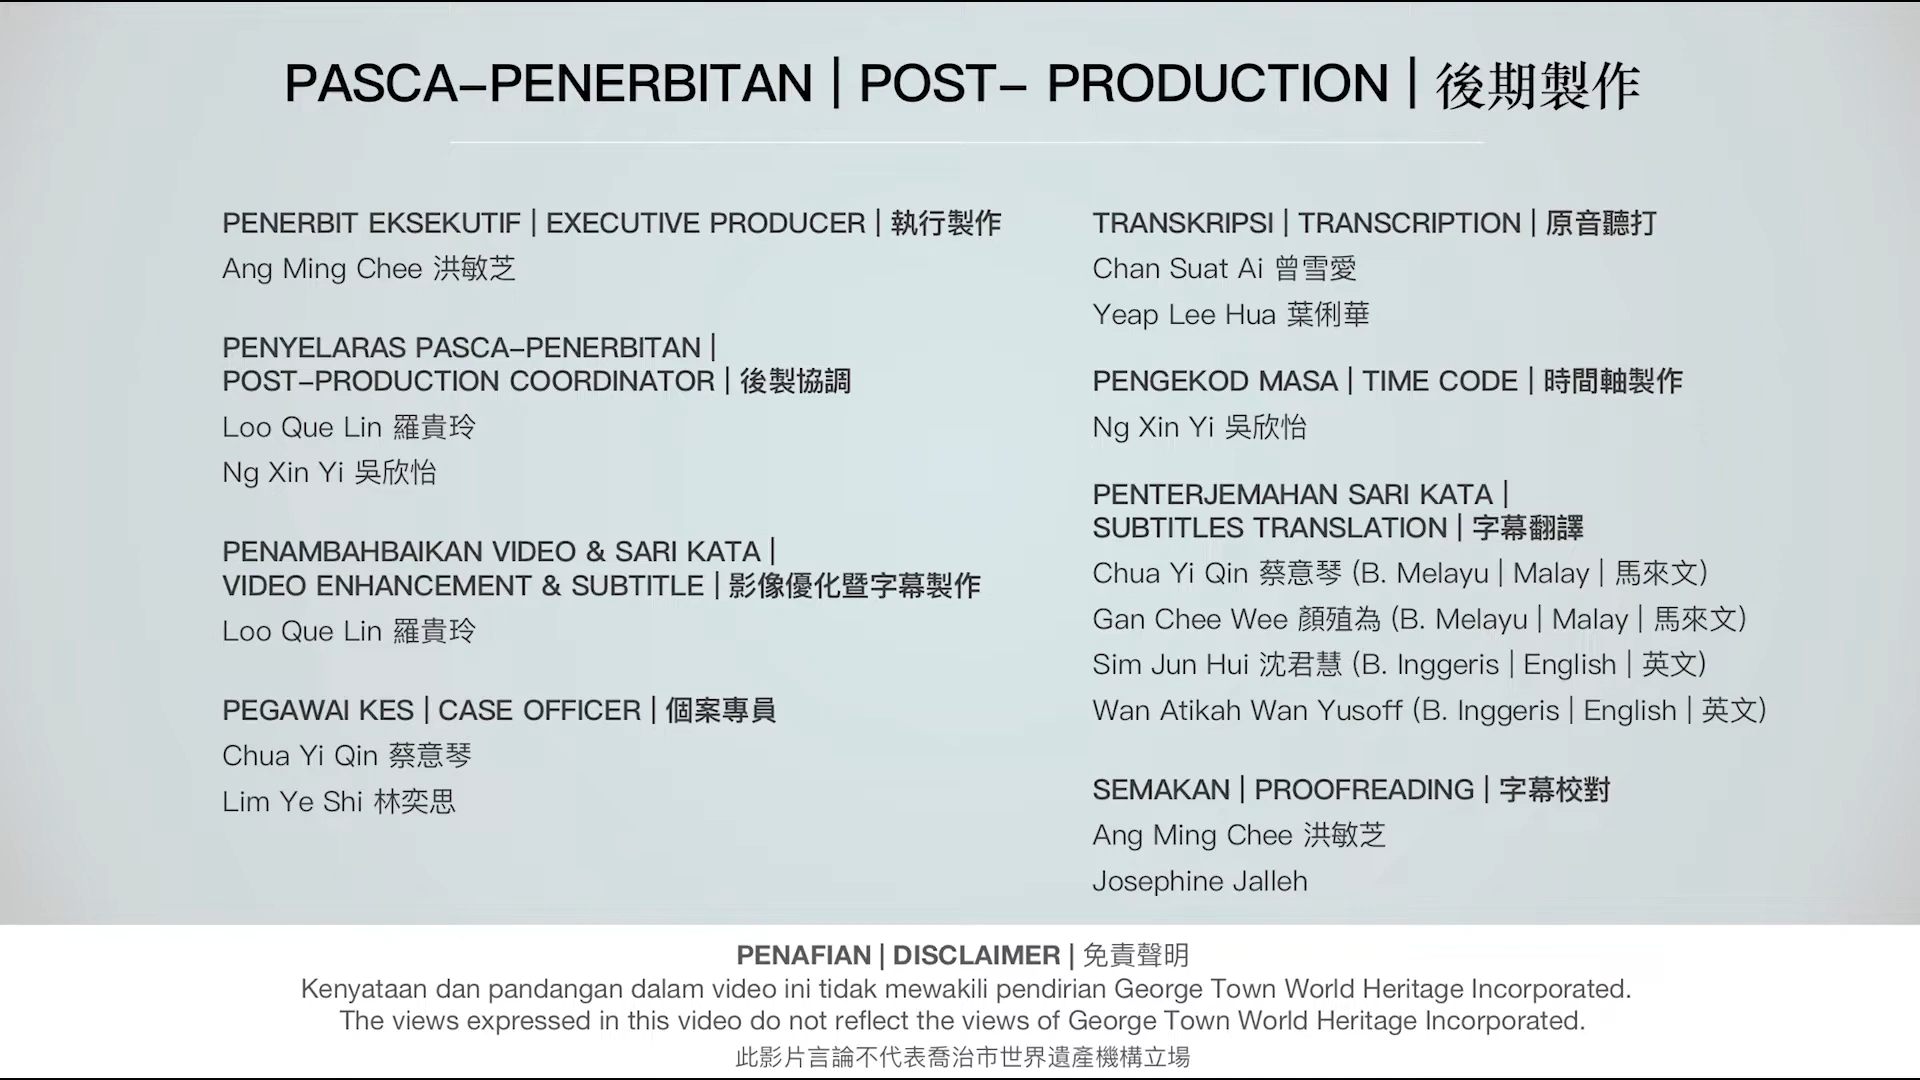 PASCA-PENERBITAN | POST- PRODUCTION | 後期製作
PENERBIT EKSEKUTIF | EXECUTIVE PRODUCER | 執行製作
Ang Ming Chee 洪敏芝
PENYELARAS PASCA-PENERBITAN |
POST-PRODUCTION COORDINATOR | 後製協調
Loo Que Lin 羅貴玲
Ng Xin Yi 吳欣怡
PENAMBAHBAIKAN VIDEO & SARI KATA |
VIDEO ENHANCEMENT & SUBTITLE | 影像優化暨字幕製作
Loo Que Lin 羅貴玲
PEGAWAI KES | CASE OFFICER | 個案專員
Chua Yi Qin 蔡意琴
Lim Ye Shi 林奕思
TRANSKRIPSI | TRANSCRIPTION | 原音聽打
Chan Suat Ai 曾雪愛
Yeap Lee Hua 葉俐華
PENGEKOD MASA | TIME CODE | 時間軸製作
Ng Xin Yi 吳欣怡
PENTERJEMAHAN SARI KATA |
SUBTITLES TRANSLATION | 字幕翻譯
Chua Yi Qin 蔡意琴 (B. Melayu | Malay | 馬來文)
Gan Chee Wee 顏殖為 (B. Melayu | Malay | 馬來文)
Sim Jun Hui 沈君慧 (B. Inggeris | English | 英文)
Wan Atikah Wan Yusoff (B. Inggeris | English | 英文)
SEMAKAN | PROOFREADING | 字幕校對
Ang Ming Chee 洪敏芝
Josephine Jalleh
PENAFIAN | DISCLAIMER | 免責聲明
Kenyataan dan pandangan dalam video ini tidak mewakili pendirian George Town World Heritage Incorporated.
The views expressed in this video do not reflect the views of George Town World Heritage Incorporated.
此影片言論不代表喬治市世界遺產機構立場